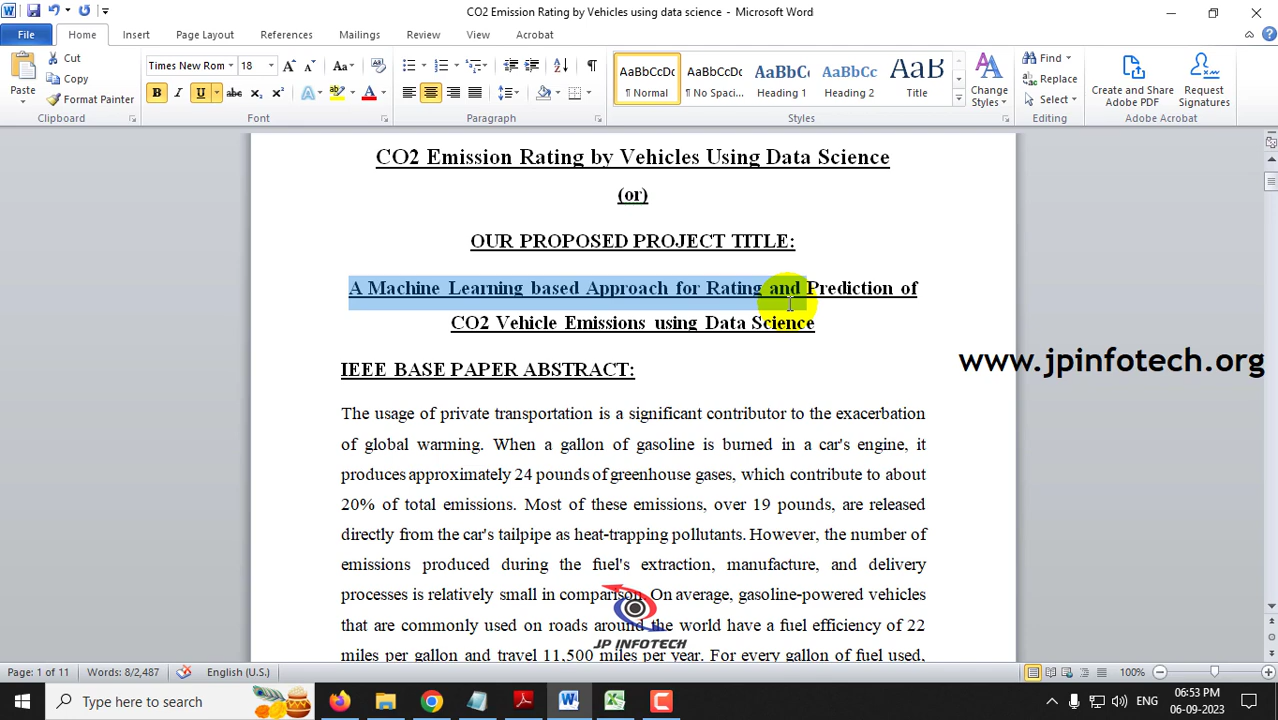 CO2 Emission Rating by Vehicles using data science - Microsoft Word
File Home Insert Page Layout References Mailings Review View Acrobat
Paste
Cut
Copy
Format Painter
Clipboard
Times New Rom 18
Font
Paragraph
AaBbCcDc AaBbCcDc AaBbC AaBbCc AaB
¶ Normal ¶ No Spaci... Heading 1 Heading 2 Title
Change Styles
Styles
Find
Replace
Select
Editing
Create and Share Adobe PDF
Request Signatures
Adobe Acrobat
CO2 Emission Rating by Vehicles Using Data Science
(or)
OUR PROPOSED PROJECT TITLE:
A Machine Learning based Approach for Rating and Prediction of
CO2 Vehicle Emissions using Data Science
www.jpinfotech.org
IEEE BASE PAPER ABSTRACT:
The usage of private transportation is a significant contributor to the exacerbation
of global warming. When a gallon of gasoline is burned in a car's engine, it
produces approximately 24 pounds of greenhouse gases, which contribute to about
20% of total emissions. Most of these emissions, over 19 pounds, are released
directly from the car's tailpipe as heat-trapping pollutants. However, the number of
emissions produced during the fuel's extraction, manufacture, and delivery
processes is relatively small in comparison. On average, gasoline-powered vehicles
that are commonly used on roads around the world have a fuel efficiency of 22
miles per gallon and travel 11,500 miles per year. For every gallon of fuel used,
JP INFOTECH
Page: 1 of 11 Words: 8/2,487 English (U.S.) 100%
Type here to search
ENG
06:53 PM
06-09-2023